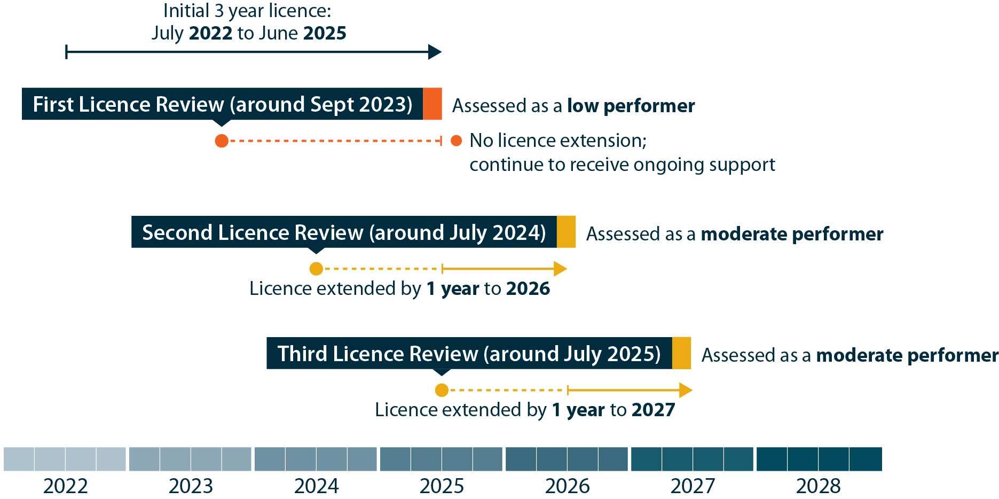 Initial 3 year licence:
July 2022 to June 2025
First Licence Review (around Sept 2023)
Assessed as a low performer
No licence extension;
continue to receive ongoing support
Second Licence Review (around July 2024)
Assessed as a moderate performer
Licence extended by 1 year to 2026
Third Licence Review (around July 2025)
Assessed as a moderate performer
Licence extended by 1 year to 2027
2022 2023 2024 2025 2026 2027 2028